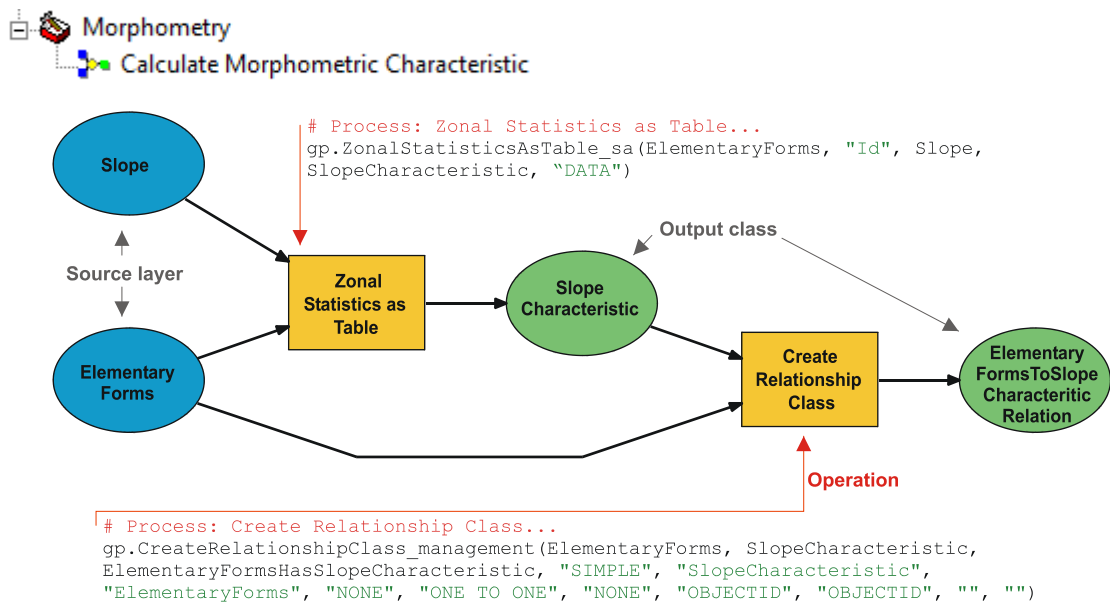 Morphometry
Calculate Morphometric Characteristic
# Process: Zonal Statistics as Table...
gp.ZonalStatisticsAsTable_sa(ElementaryForms, "Id", Slope,
SlopeCharacteristic, “DATA")
Slope
Output class
Source layer
Zonal
Statistics as
Table
Slope
Characteristic
Elementary
Forms
Create
Relationship
Class
Elementary
FormsToSlope
Characteritic
Relation
Operation
# Process: Create Relationship Class...
gp.CreateRelationshipClass_management(ElementaryForms, SlopeCharacteristic,
ElementaryFormsHasSlopeCharacteristic, "SIMPLE", "SlopeCharacteristic",
"ElementaryForms", "NONE", "ONE TO ONE", "NONE", "OBJECTID", "OBJECTID", "", "")